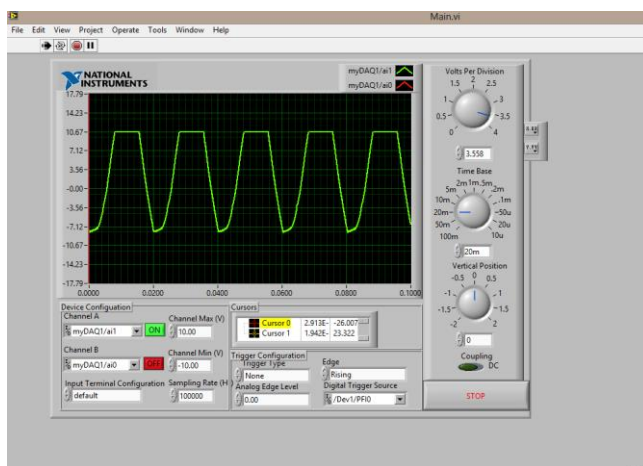 Main.vi
File Edit View Project Operate Tools Window Help
NATIONAL INSTRUMENTS
myDAQ1/ai1
myDAQ1/ai0
17.79
14.23
10.67
7.12
3.56
-0.00
-3.56
-7.12
-10.67
-14.23
-17.79
0.0000 0.0200 0.0400 0.0600 0.0800 0.1000
Volts Per Division
0 0.5 1 1.5 2 2.5 3 3.5 4
3.558
Time Base
100m 50m 20m 10m 5m 2m 1m .5m .2m .1m 50u 20u 10u
20m
Vertical Position
-2 -1.5 -1 -0.5 0 0.5 1 1.5 2
0
Coupling
DC
STOP
Device Configuation
Channel A
myDAQ1/ai1 ON
Channel Max (V)
10.00
Channel B
myDAQ1/ai0 OFF
Channel Min (V)
-10.00
Input Terminal Configuration
default
Sampling Rate (H
100000
Cursors
Cursor 0 2.913E- -26.007
Cursor 1 1.942E- 23.322
Trigger Configuration
Trigger Type
None
Edge
Rising
Analog Edge Level
0.00
Digital Trigger Source
/Dev1/PFI0